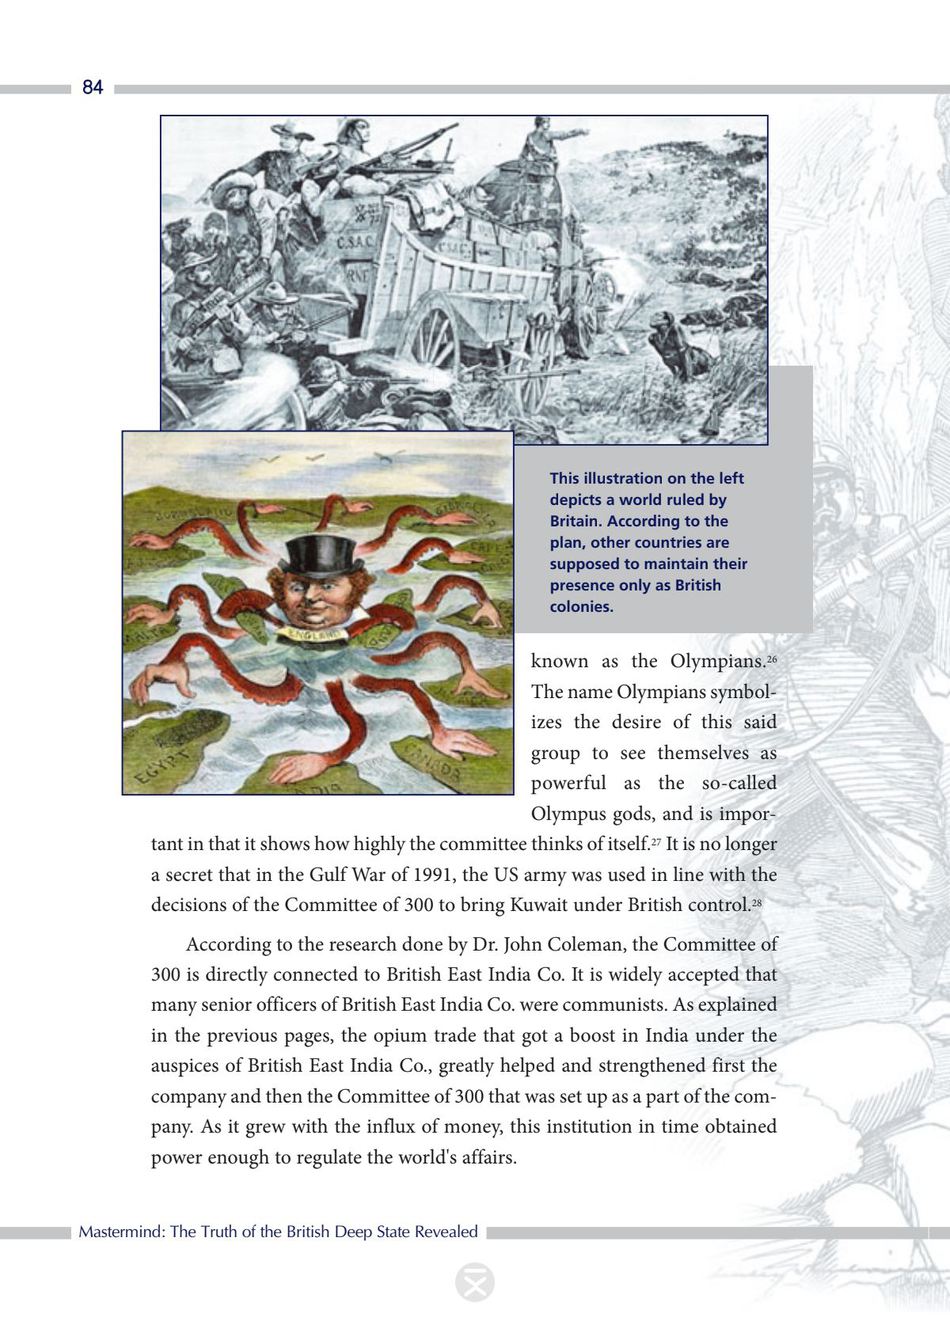 84
C.S.A.C.
C.S.A.C.
This illustration on the left
depicts a world ruled by
Britain. According to the
plan, other countries are
supposed to maintain their
presence only as British
colonies.
ENGLAND
EGYPT
CANADA
known as the Olympians.26
The name Olympians symbol-
izes the desire of this said
group to see themselves as
powerful as the so-called
Olympus gods, and is impor-
tant in that it shows how highly the committee thinks of itself.27 It is no longer
a secret that in the Gulf War of 1991, the US army was used in line with the
decisions of the Committee of 300 to bring Kuwait under British control.28
According to the research done by Dr. John Coleman, the Committee of
300 is directly connected to British East India Co. It is widely accepted that
many senior officers of British East India Co. were communists. As explained
in the previous pages, the opium trade that got a boost in India under the
auspices of British East India Co., greatly helped and strengthened first the
company and then the Committee of 300 that was set up as a part of the com-
pany. As it grew with the influx of money, this institution in time obtained
power enough to regulate the world's affairs.
Mastermind: The Truth of the British Deep State Revealed